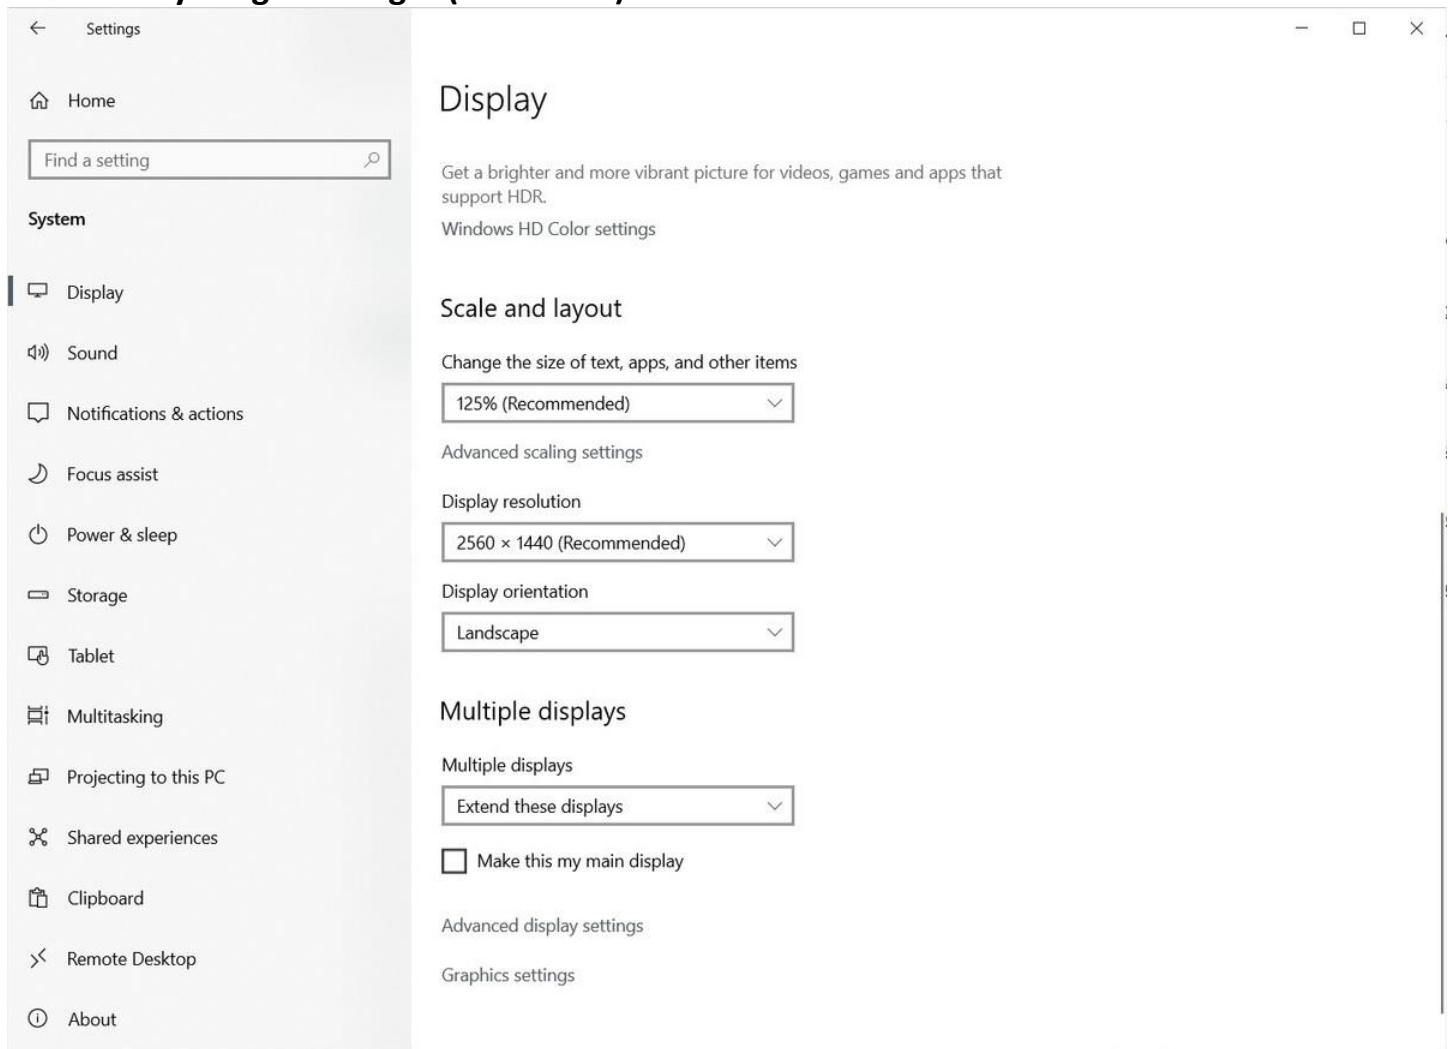 Settings
Home
Find a setting
System
Display
Sound
Notifications & actions
Focus assist
Power & sleep
Storage
Tablet
Multitasking
Projecting to this PC
Shared experiences
Clipboard
Remote Desktop
About
Display
Get a brighter and more vibrant picture for videos, games and apps that
support HDR.
Windows HD Color settings
Scale and layout
Change the size of text, apps, and other items
125% (Recommended)
Advanced scaling settings
Display resolution
2560 × 1440 (Recommended)
Display orientation
Landscape
Multiple displays
Multiple displays
Extend these displays
Make this my main display
Advanced display settings
Graphics settings